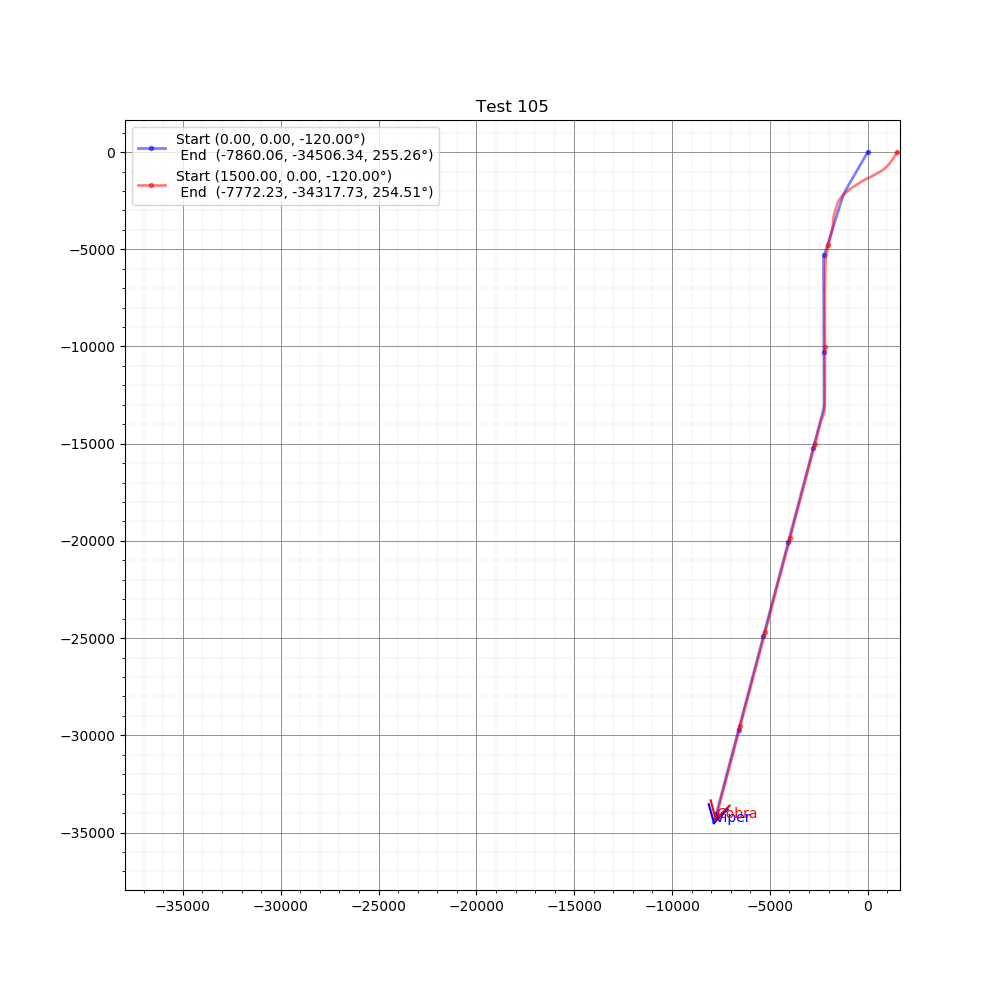 Test 105
Start (0.00, 0.00, -120.00°)
End (-7860.06, -34506.34, 255.26°)
Start (1500.00, 0.00, -120.00°)
End (-7772.23, -34317.73, 254.51°)
0
−5000
−10000
−15000
−20000
−25000
−30000
−35000
Cobra
Viper
−35000 −30000 −25000 −20000 −15000 −10000 −5000 0